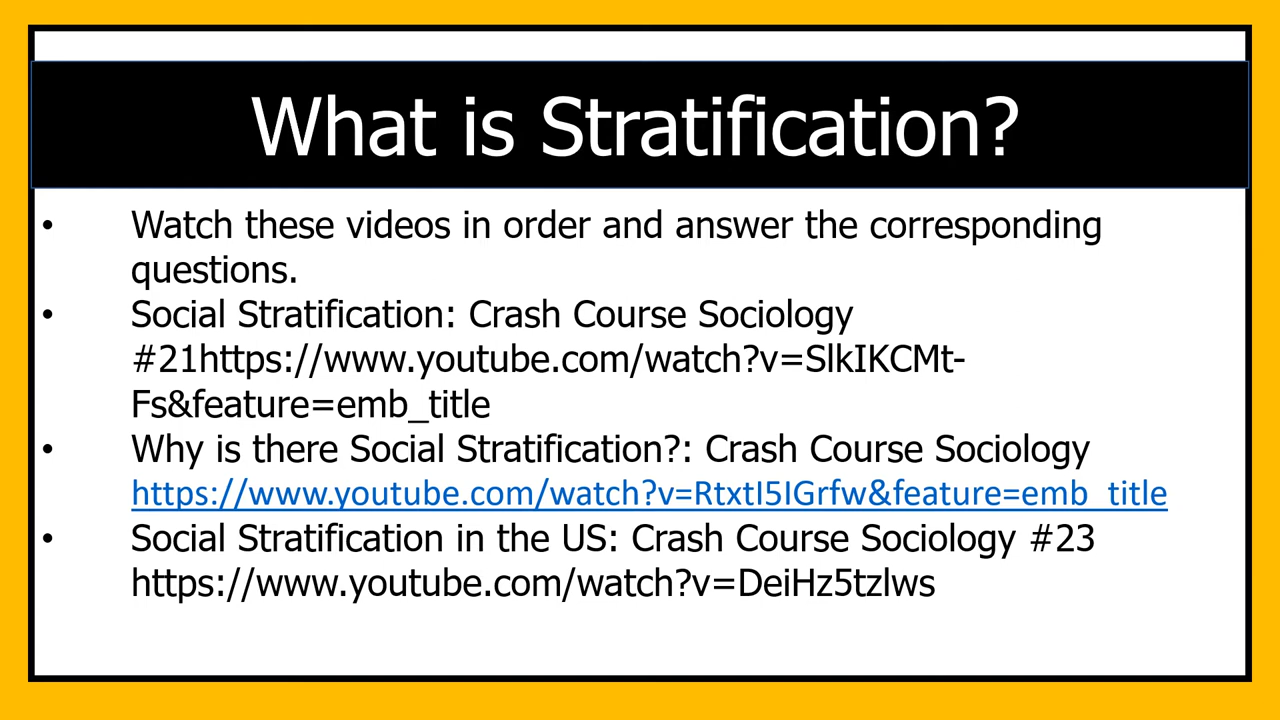 What is Stratification?
• Watch these videos in order and answer the corresponding
questions.
• Social Stratification: Crash Course Sociology
#21https://www.youtube.com/watch?v=SlkIKCMt-
Fs&feature=emb_title
• Why is there Social Stratification?: Crash Course Sociology
https://www.youtube.com/watch?v=RtxtI5IGrfw&feature=emb_title
• Social Stratification in the US: Crash Course Sociology #23
https://www.youtube.com/watch?v=DeiHz5tzlws